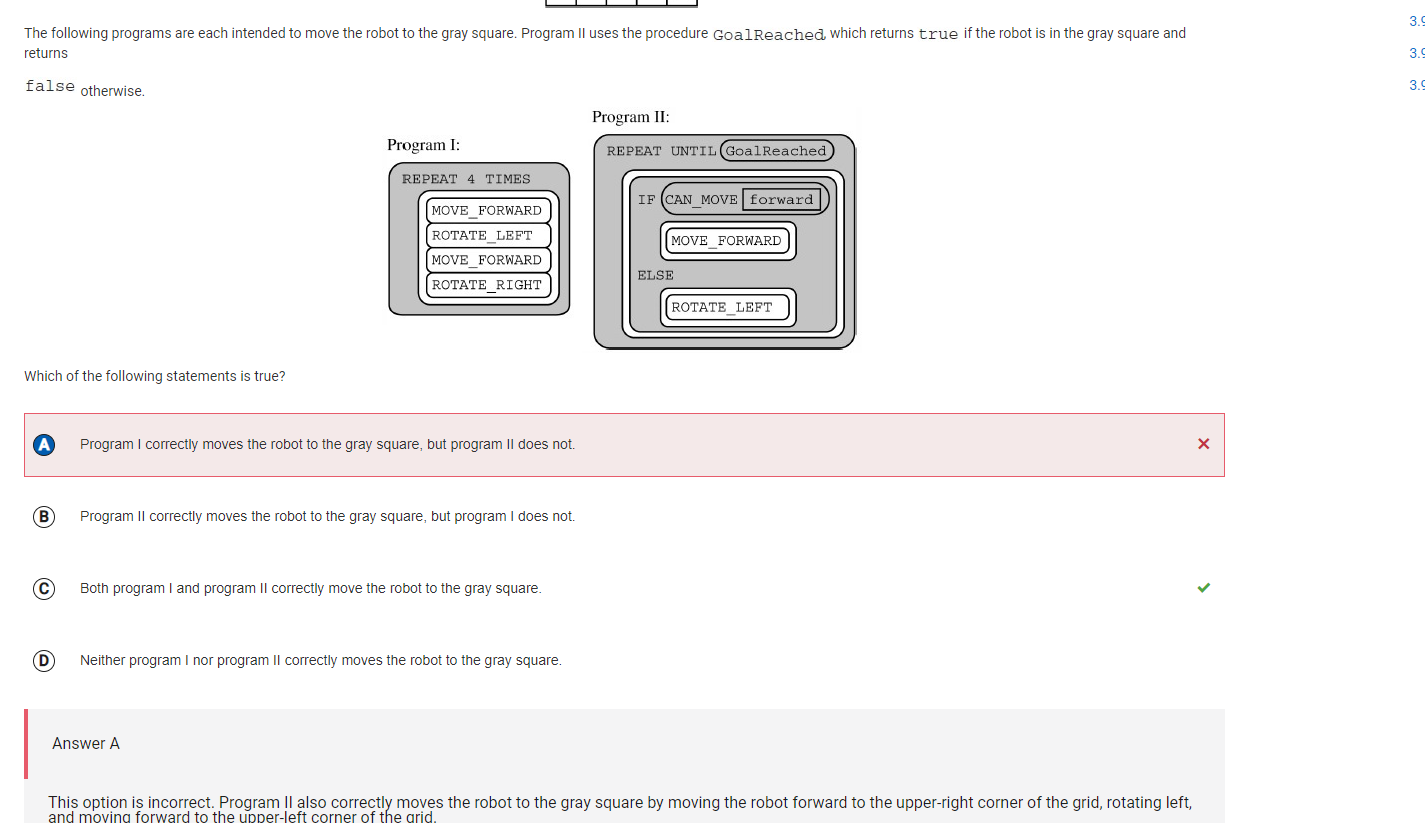 The following programs are each intended to move the robot to the gray square. Program II uses the procedure GoalReached, which returns true if the robot is in the gray square and
returns
false otherwise.
Program I:
REPEAT 4 TIMES
MOVE_FORWARD
ROTATE_LEFT
MOVE_FORWARD
ROTATE_RIGHT
Program II:
REPEAT UNTIL GoalReached
IF CAN_MOVE forward
MOVE_FORWARD
ELSE
ROTATE_LEFT
Which of the following statements is true?
A Program I correctly moves the robot to the gray square, but program II does not.
B Program II correctly moves the robot to the gray square, but program I does not.
C Both program I and program II correctly move the robot to the gray square.
D Neither program I nor program II correctly moves the robot to the gray square.
Answer A
This option is incorrect. Program II also correctly moves the robot to the gray square by moving the robot forward to the upper-right corner of the grid, rotating left,
and moving forward to the upper-left corner of the grid.